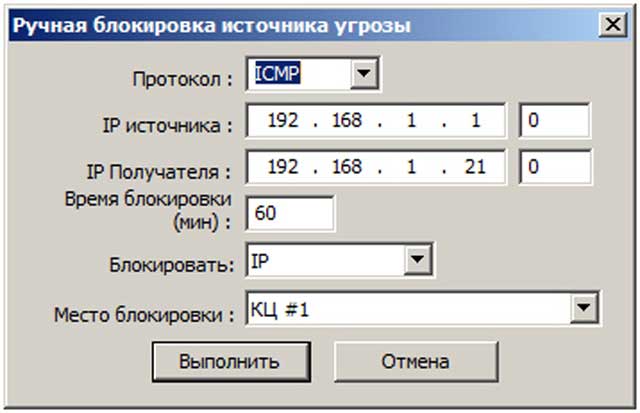 Ручная блокировка источника угрозы
Протокол : ICMP
IP источника : 192 . 168 . 1 . 1 0
IP Получателя : 192 . 168 . 1 . 21 0
Время блокировки
(мин) : 60
Блокировать: IP
Место блокировки : КЦ #1
Выполнить Отмена